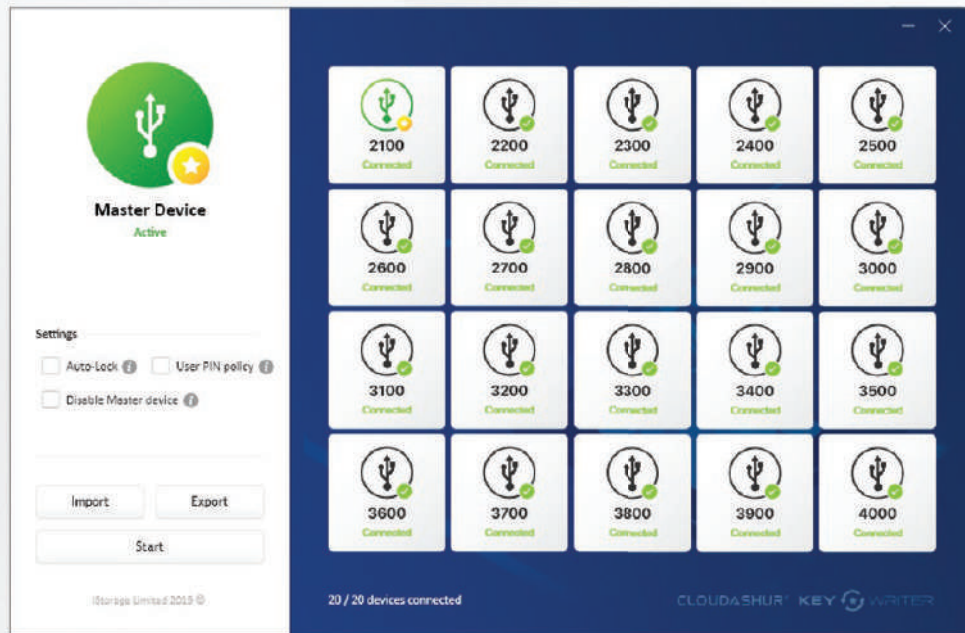 Master Device
Active
Settings
Auto-Lock
User PIN policy
Disable Master device
Import
Export
Start
iStorage Limited 2019 ©
2100 2200 2300 2400 2500
Connected Connected Connected Connected Connected
2600 2700 2800 2900 3000
Connected Connected Connected Connected Connected
3100 3200 3300 3400 3500
Connected Connected Connected Connected Connected
3600 3700 3800 3900 4000
Connected Connected Connected Connected Connected
20 / 20 devices connected
CLOUDASHUR® KEY WRITER